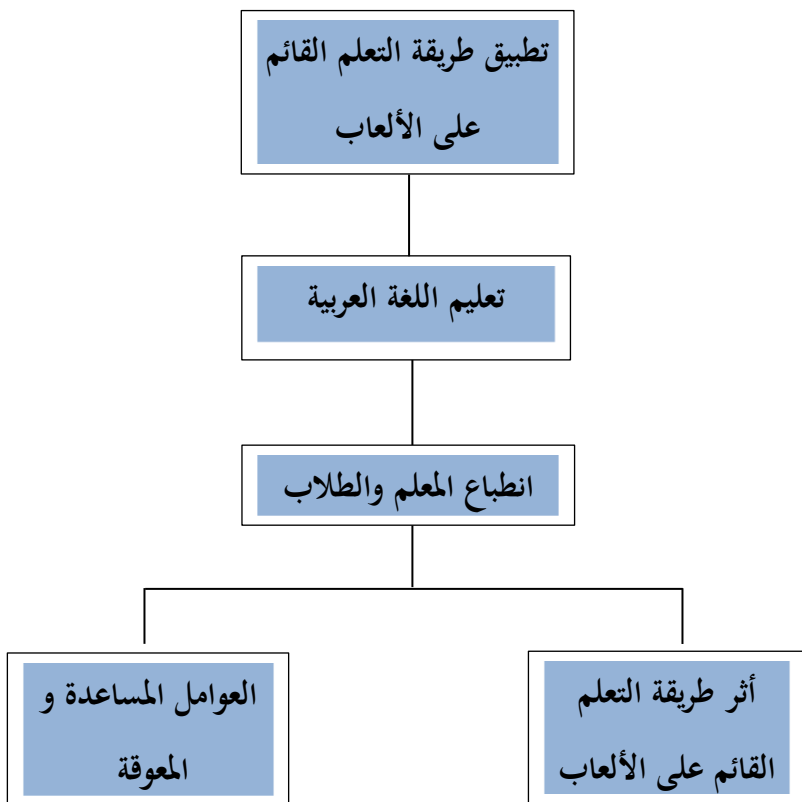 تطبيق طريقة التعلم القائم
على الألعاب
تعليم اللغة العربية
انطباع المعلم والطلاب
أثر طريقة التعلم
القائم على الألعاب
العوامل المساعدة و
المعوقة